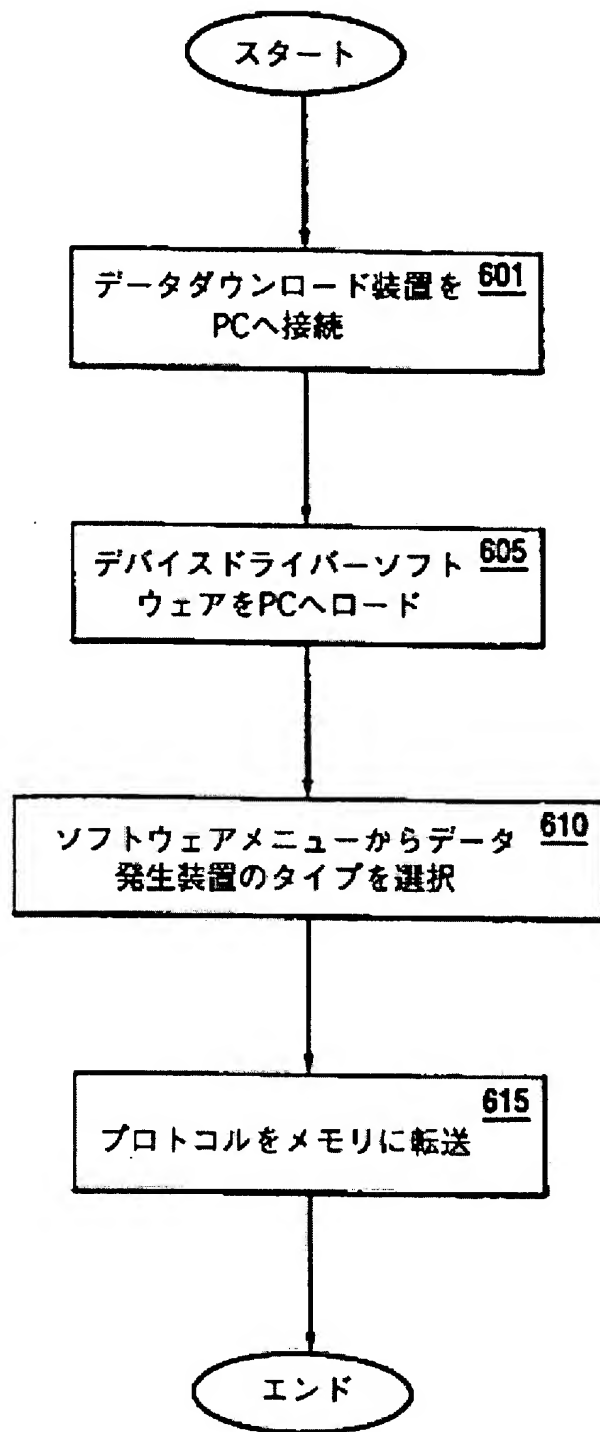 スタート
データダウンロード装置を 601
PCへ接続
デバイスドライバーソフト 605
ウェアをPCへロード
ソフトウェアメニューからデータ 610
発生装置のタイプを選択
615
プロトコルをメモリに転送
エンド